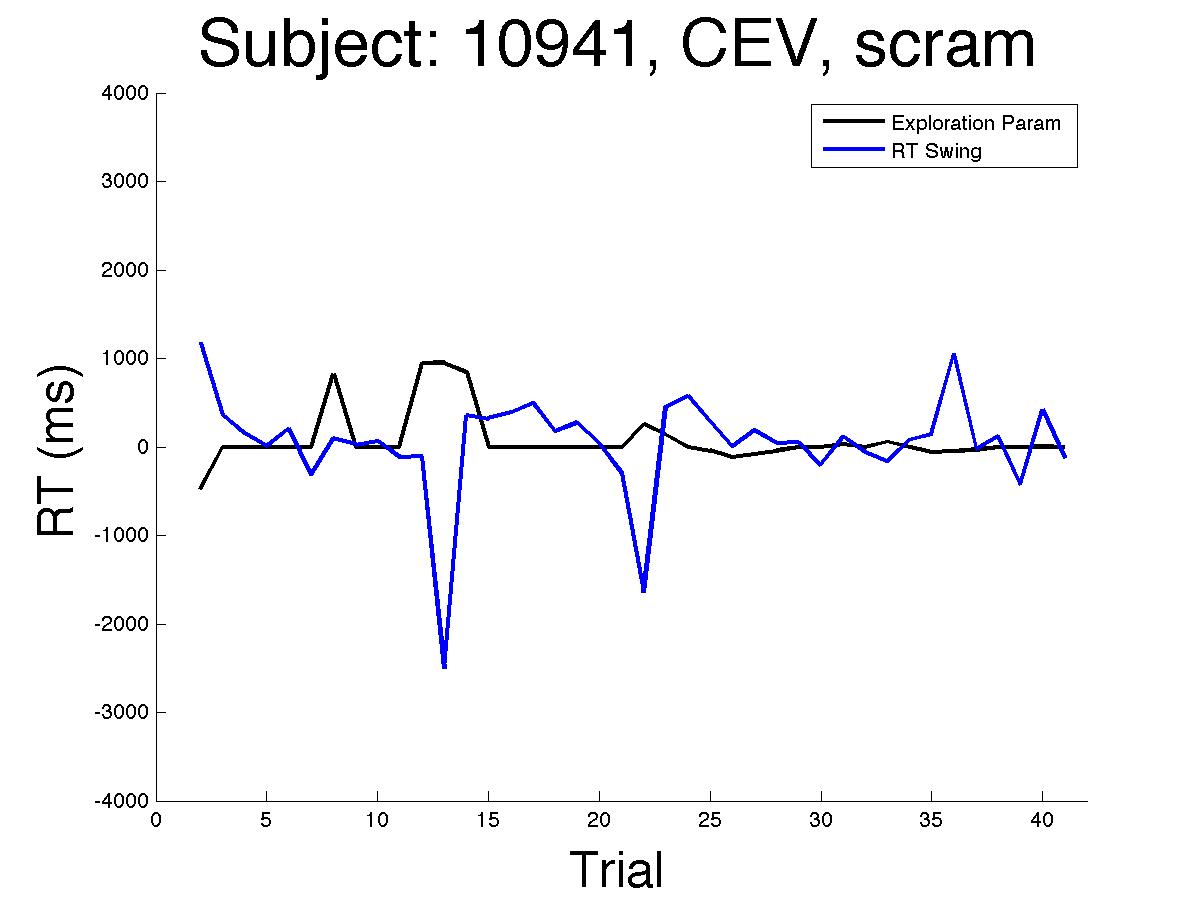 Subject: 10941, CEV, scram
4000
3000
2000
1000
0
-1000
-2000
-3000
-4000
RT (ms)
Exploration Param
RT Swing
0 5 10 15 20 25 30 35 40
Trial